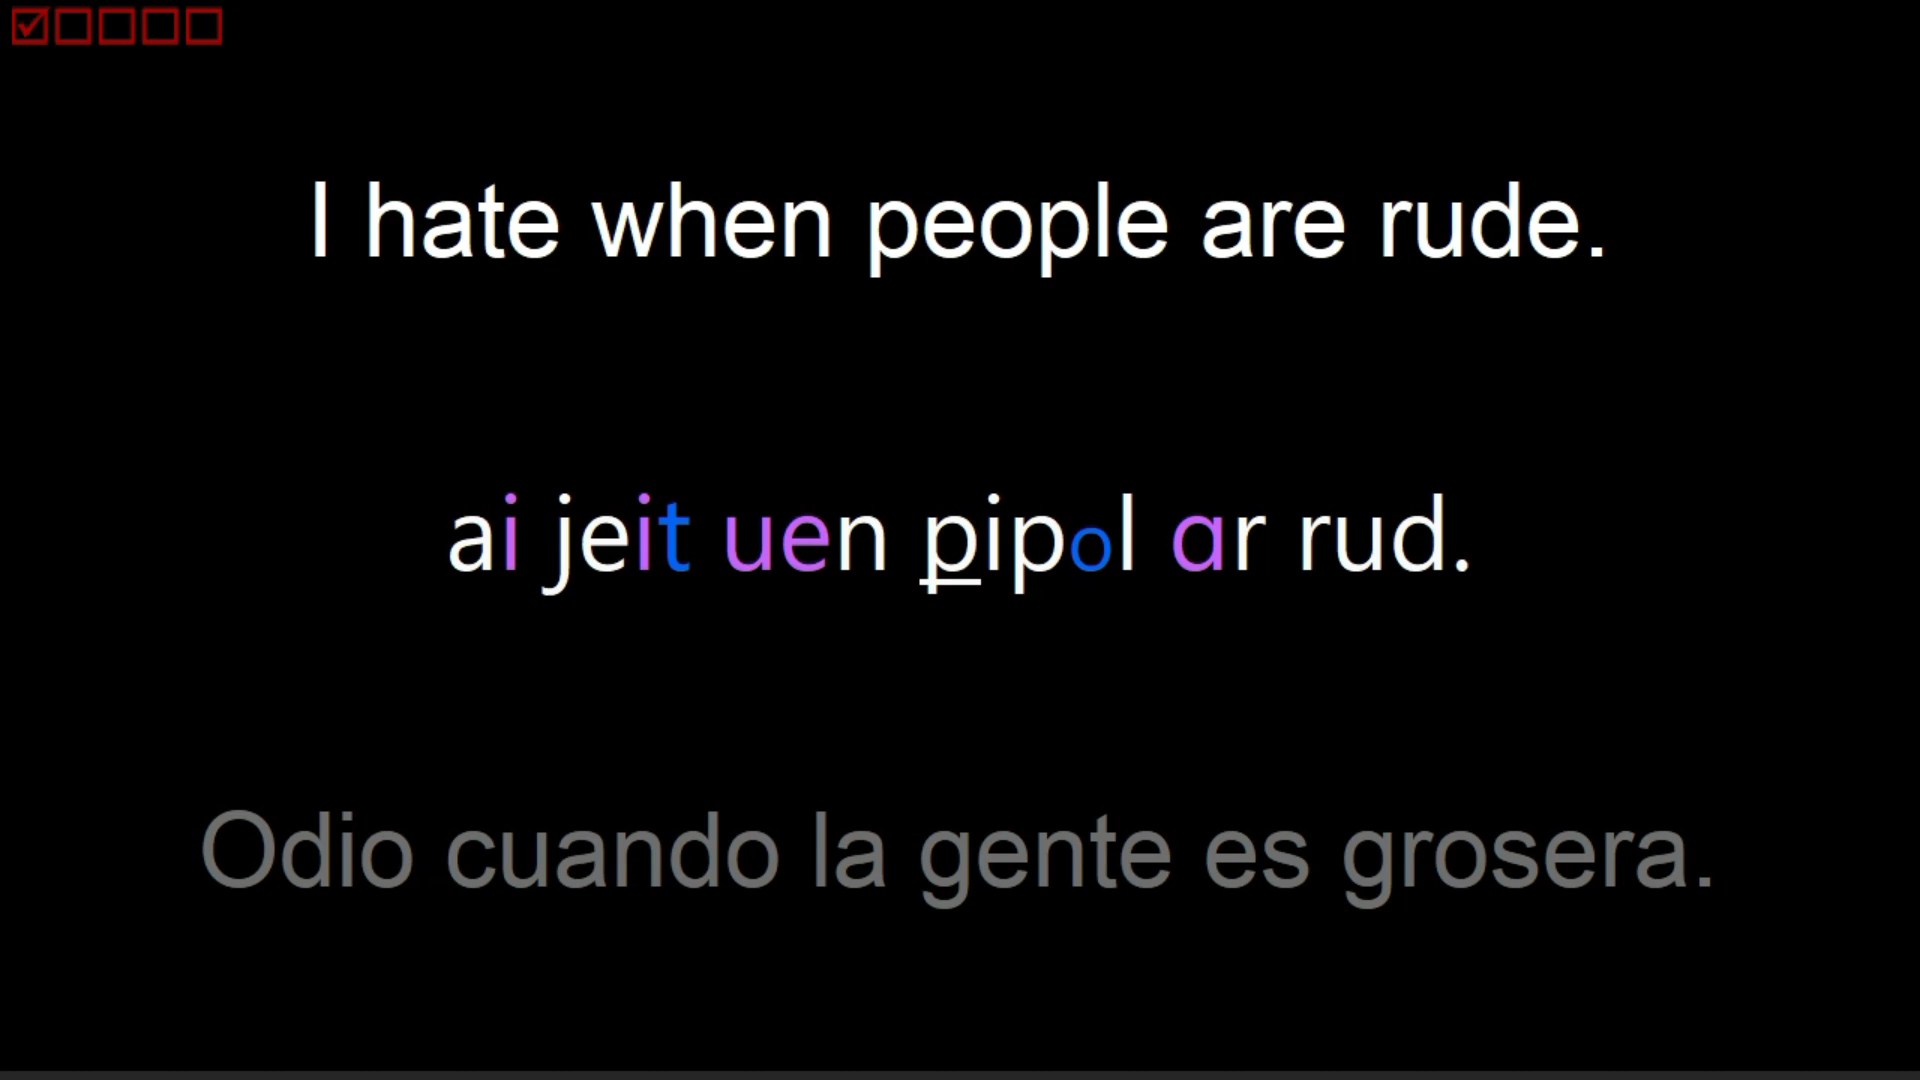 I hate when people are rude.
ai jeit uen pipol ɑr rud.
Odio cuando la gente es grosera.